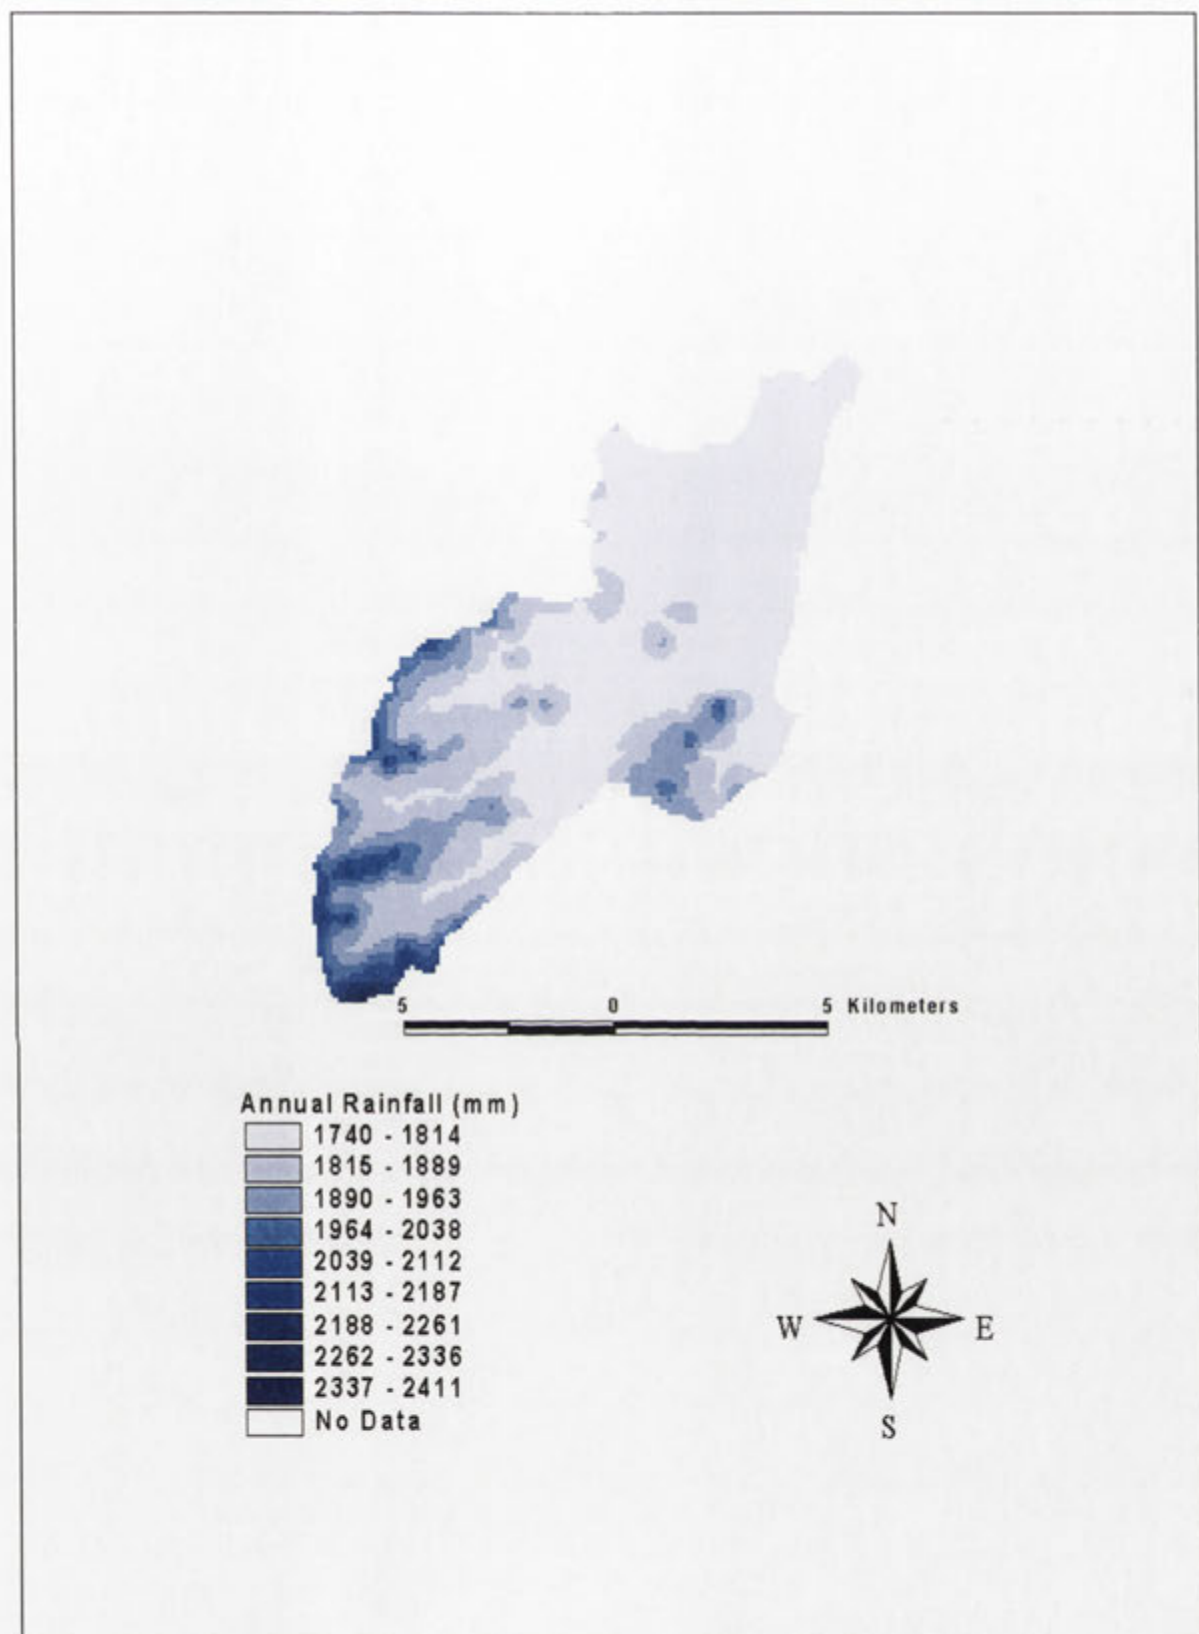 5 0 5 Kilometers
Annual Rainfall (mm)
1740 - 1814
1815 - 1889
1890 - 1963
1964 - 2038
2039 - 2112
2113 - 2187
2188 - 2261
2262 - 2336
2337 - 2411
No Data
N
W E
S